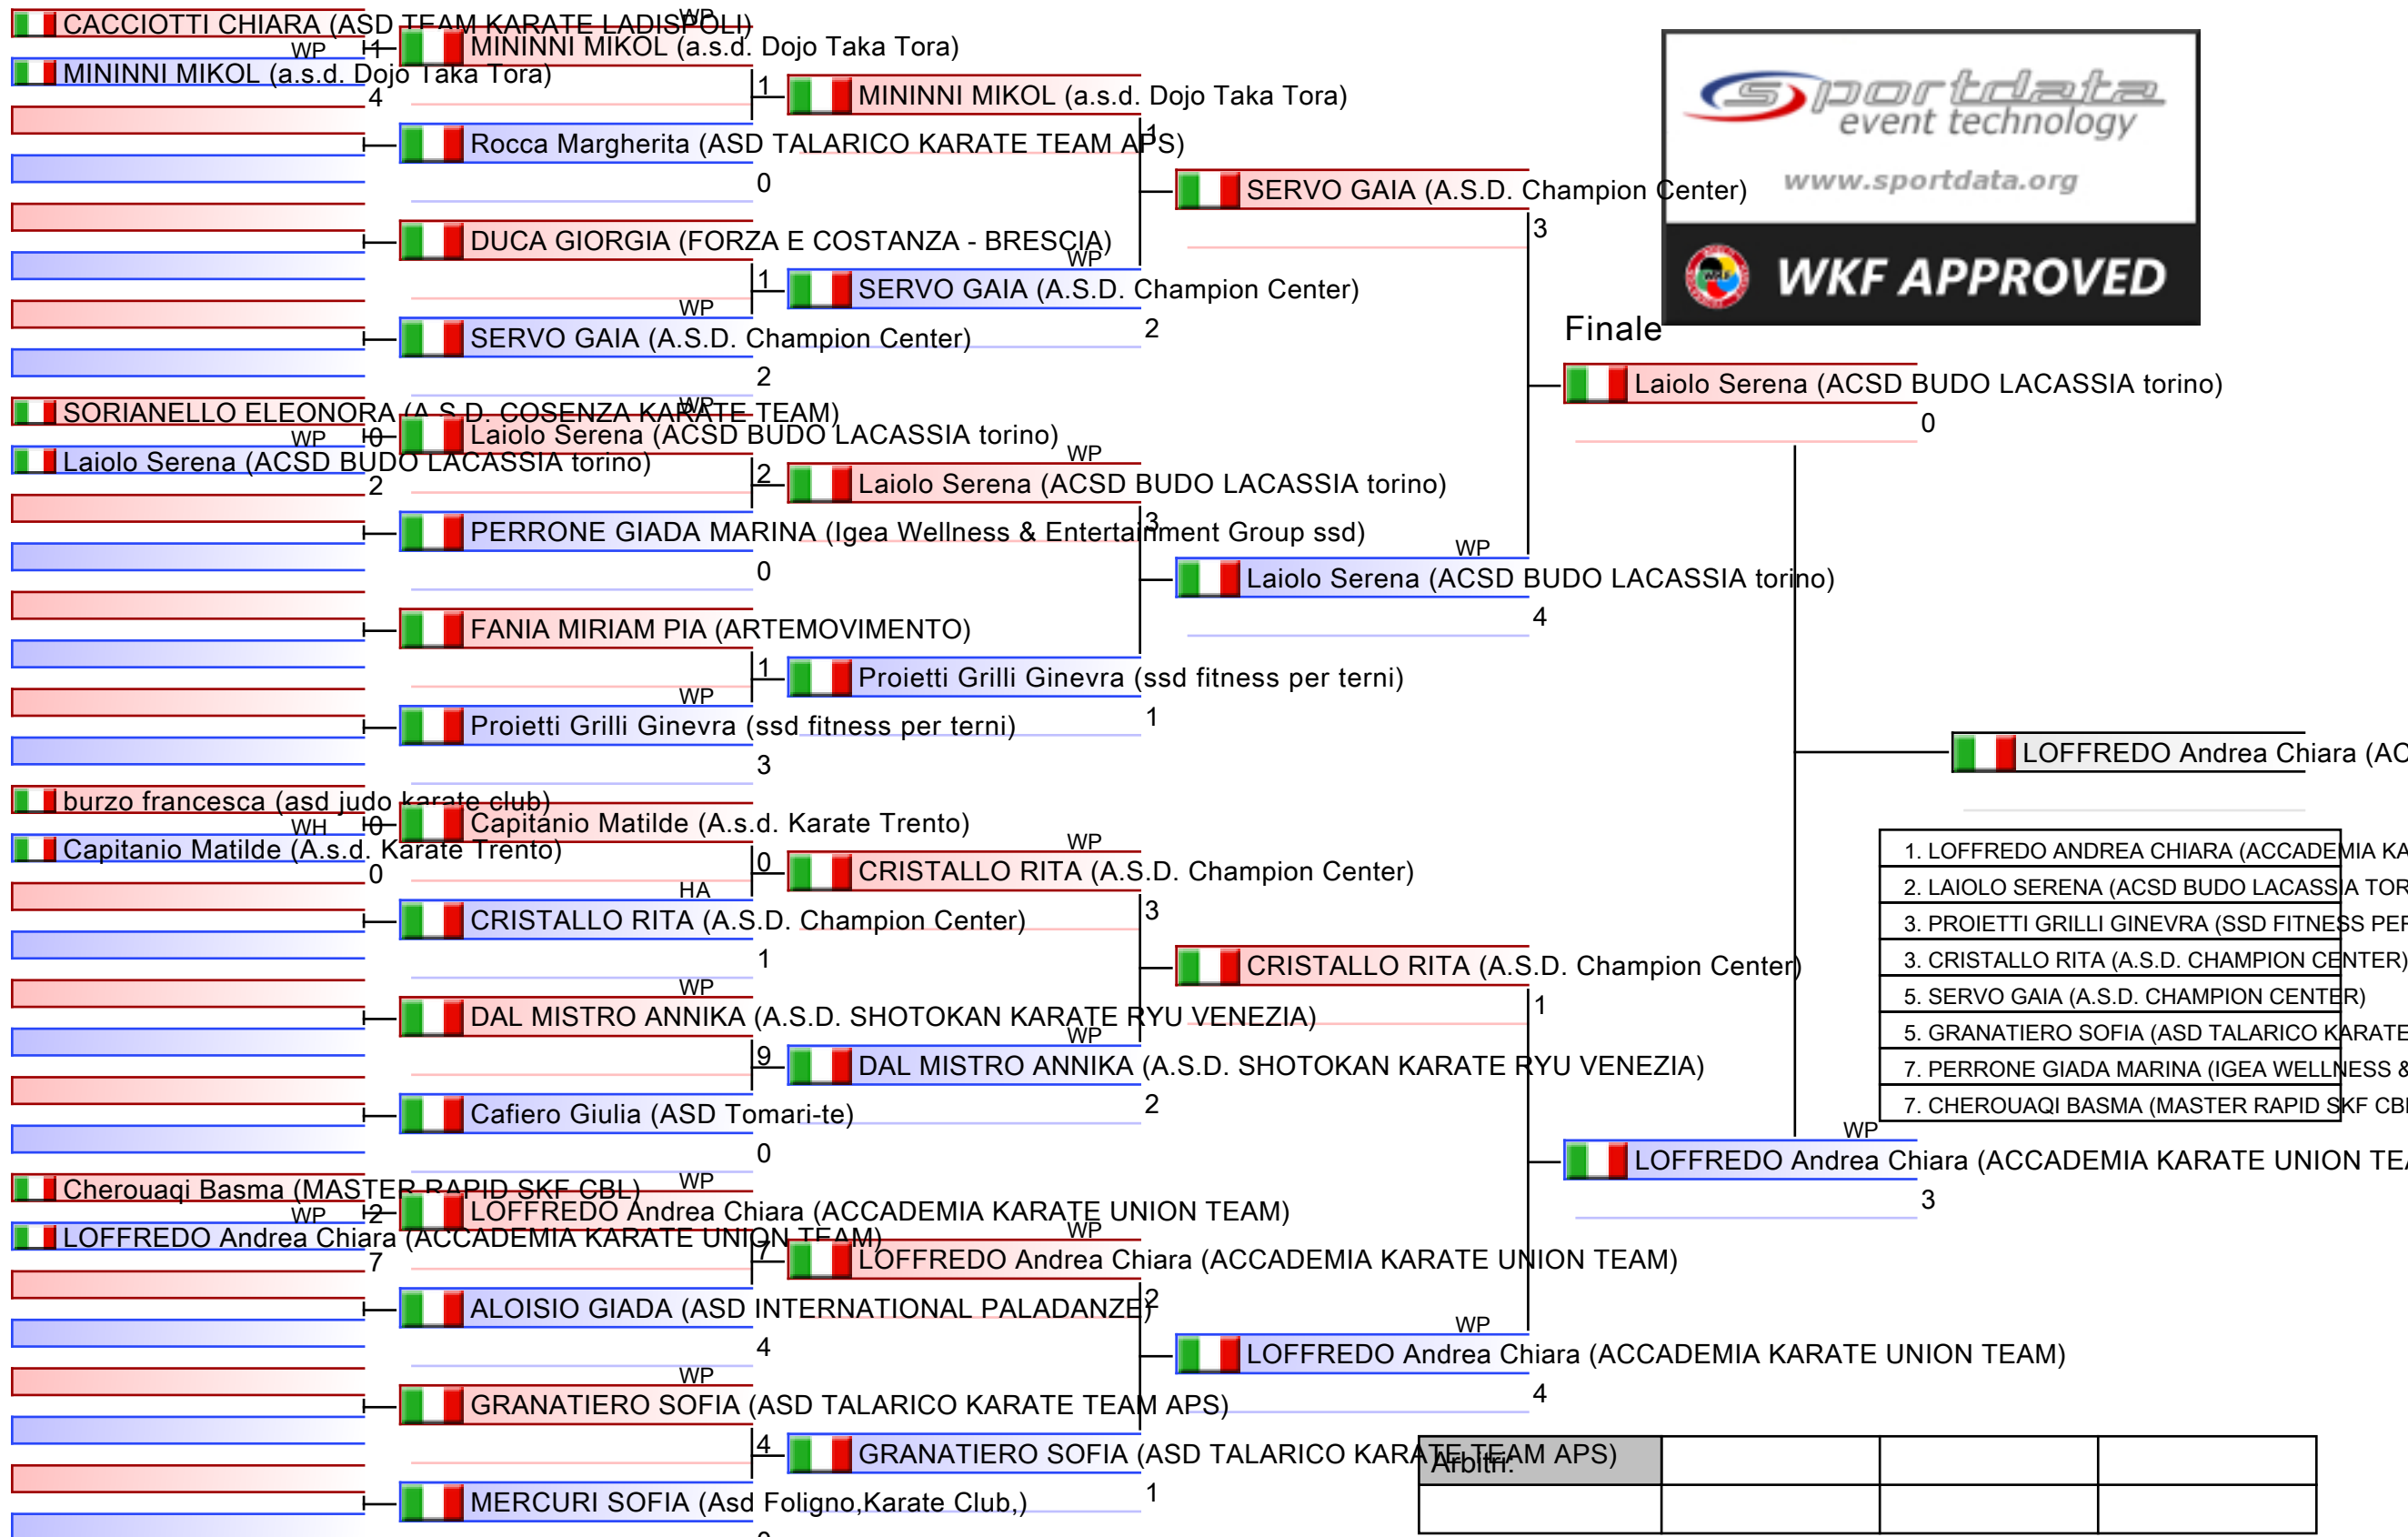 CACCIOTTI CHIARA (ASD TEAM KARATE LADISPOLI)
1
WP
MININNI MIKOL (a.s.d. Dojo Taka Tora)
4
SORIANELLO ELEONORA (A.S.D. COSENZA KARATE TEAM)
0
WP
Laiolo Serena (ACSD BUDO LACASSIA torino)
2
burzo francesca (asd judo karate club)
0
WH
Capitanio Matilde (A.s.d. Karate Trento)
0
Cherouaqi Basma (MASTER RAPID SKF CBL)
2
WP
LOFFREDO Andrea Chiara (ACCADEMIA KARATE UNION TEAM)
7
WP
MININNI MIKOL (a.s.d. Dojo Taka Tora)
1
Rocca Margherita (ASD TALARICO KARATE TEAM APS)
0
DUCA GIORGIA (FORZA E COSTANZA - BRESCIA)
1
WP
SERVO GAIA (A.S.D. Champion Center)
2
WP
Laiolo Serena (ACSD BUDO LACASSIA torino)
2
PERRONE GIADA MARINA (Igea Wellness & Entertainment Group ssd)
0
FANIA MIRIAM PIA (ARTEMOVIMENTO)
1
WP
Proietti Grilli Ginevra (ssd fitness per terni)
3
Capitanio Matilde (A.s.d. Karate Trento)
0
HA
CRISTALLO RITA (A.S.D. Champion Center)
1
WP
DAL MISTRO ANNIKA (A.S.D. SHOTOKAN KARATE RYU VENEZIA)
9
Cafiero Giulia (ASD Tomari-te)
0
WP
LOFFREDO Andrea Chiara (ACCADEMIA KARATE UNION TEAM)
7
ALOISIO GIADA (ASD INTERNATIONAL PALADANZE)
4
WP
GRANATIERO SOFIA (ASD TALARICO KARATE TEAM APS)
4
MERCURI SOFIA (Asd Foligno,Karate Club,)
MININNI MIKOL (a.s.d. Dojo Taka Tora)
1
WP
SERVO GAIA (A.S.D. Champion Center)
2
WP
Laiolo Serena (ACSD BUDO LACASSIA torino)
3
Proietti Grilli Ginevra (ssd fitness per terni)
1
WP
CRISTALLO RITA (A.S.D. Champion Center)
3
WP
DAL MISTRO ANNIKA (A.S.D. SHOTOKAN KARATE RYU VENEZIA)
2
WP
LOFFREDO Andrea Chiara (ACCADEMIA KARATE UNION TEAM)
2
GRANATIERO SOFIA (ASD TALARICO KARATE TEAM APS)
1
SERVO GAIA (A.S.D. Champion Center)
3
WP
Laiolo Serena (ACSD BUDO LACASSIA torino)
4
CRISTALLO RITA (A.S.D. Champion Center)
1
WP
LOFFREDO Andrea Chiara (ACCADEMIA KARATE UNION TEAM)
4
sportdata
event technology
www.sportdata.org
WKF
WKF APPROVED
Finale
Laiolo Serena (ACSD BUDO LACASSIA torino)
0
WP
LOFFREDO Andrea Chiara (ACCADEMIA KARATE UNION
3
LOFFREDO Andrea Chiara
1. LOFFREDO ANDREA CHIARA (ACCADEMIA
2. LAIOLO SERENA (ACSD BUDO LACASSIA
3. PROIETTI GRILLI GINEVRA (SSD FITNESS
3. CRISTALLO RITA (A.S.D. CHAMPION CENTER)
5. SERVO GAIA (A.S.D. CHAMPION CENTER)
5. GRANATIERO SOFIA (ASD TALARICO KARATE
7. PERRONE GIADA MARINA (IGEA WELLNESS &
7. CHEROUAQI BASMA (MASTER RAPID SKF
Arbitri: